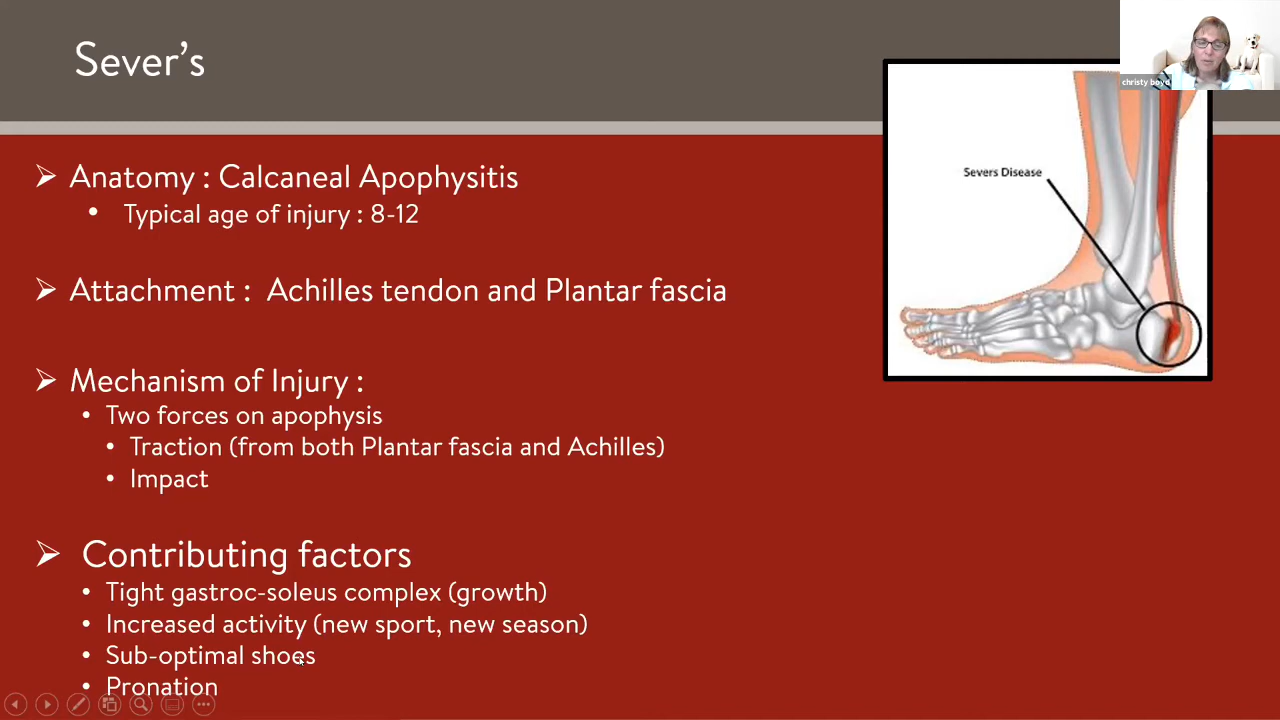 Sever's
christy boyd
Severs Disease
Anatomy : Calcaneal Apophysitis
Typical age of injury : 8-12
Attachment : Achilles tendon and Plantar fascia
Mechanism of Injury :
Two forces on apophysis
Traction (from both Plantar fascia and Achilles)
Impact
Contributing factors
Tight gastroc-soleus complex (growth)
Increased activity (new sport, new season)
Sub-optimal shoes
Pronation